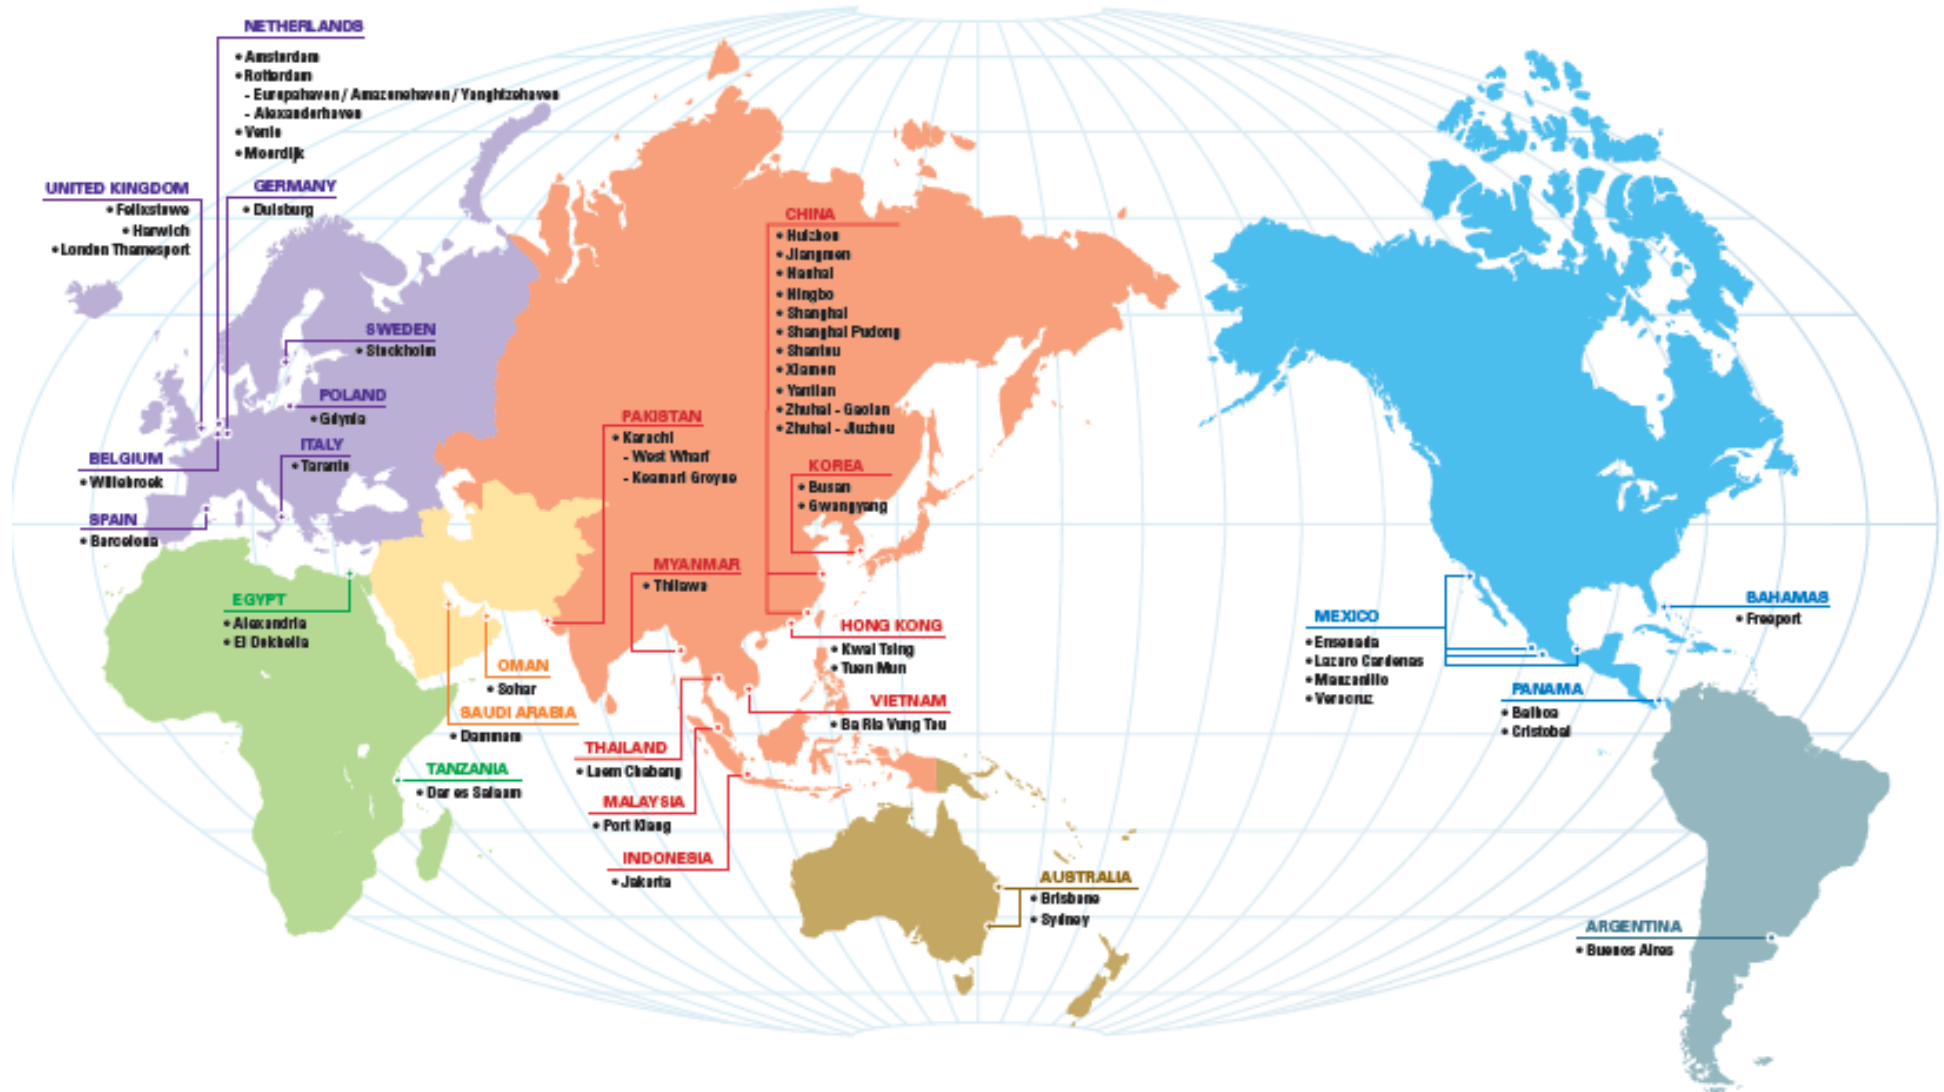 NETHERLANDS
• Amsterdam
• Rotterdam
- Europahaven / Amazonehaven / Yanghtzehaven
- Alexanderhaven
• Venlo
• Moerdijk
UNITED KINGDOM
• Felixstowe
• Harwich
• London Thamesport
GERMANY
• Duisburg
SWEDEN
• Stockholm
POLAND
• Gdynia
ITALY
• Taranto
BELGIUM
• Willebroek
SPAIN
• Barcelona
EGYPT
• Alexandria
• El Dekheila
OMAN
• Sohar
SAUDI ARABIA
• Dammam
TANZANIA
• Dar es Salaam
PAKISTAN
• Karachi
- West Wharf
- Keamari Groyne
CHINA
• Huizhou
• Jiangmen
• Nanhai
• Ningbo
• Shanghai
• Shanghai Pudong
• Shantou
• Xiamen
• Yantian
• Zhuhai - Gaolan
• Zhuhai - Jiuzhou
KOREA
• Busan
• Gwangyang
MYANMAR
• Thilawa
HONG KONG
• Kwai Tsing
• Tuen Mun
VIETNAM
• Ba Ria Vung Tau
THAILAND
• Laem Chabang
MALAYSIA
• Port Klang
INDONESIA
• Jakarta
AUSTRALIA
• Brisbane
• Sydney
MEXICO
• Ensenada
• Lazaro Cardenas
• Manzanillo
• Veracruz
BAHAMAS
• Freeport
PANAMA
• Balboa
• Cristobal
ARGENTINA
• Buenos Aires